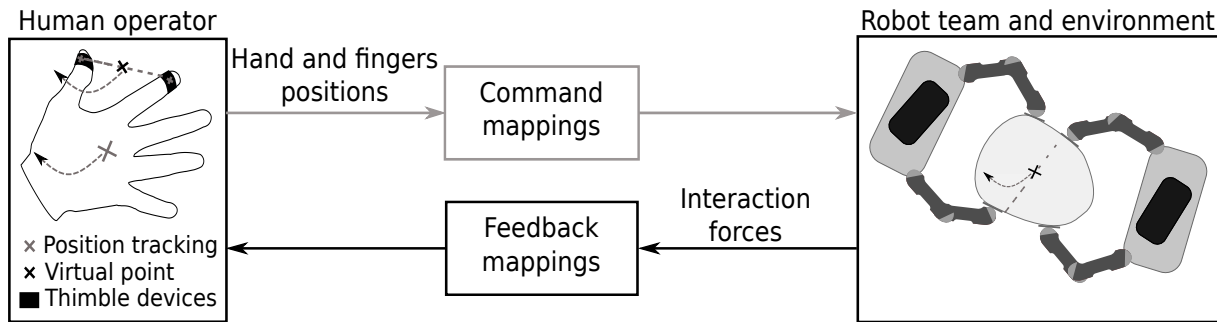 Human operator
Robot team and environment
Hand and fingers
positions
Command
mappings
Interaction
forces
Feedback
mappings
Position tracking
Virtual point
Thimble devices